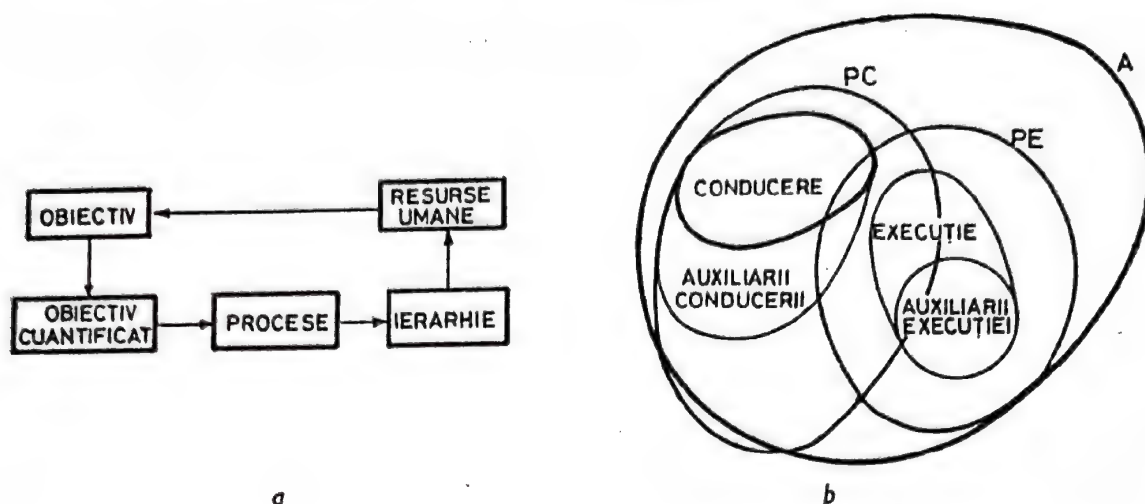 OBIECTIV
RESURSE
UMANE
OBIECTIV
CUANTIFICAT
PROCESE
IERARHIE
a
A
PC
PE
CONDUCERE
EXECUȚIE
AUXILIARII
CONDUCERII
AUXILIARII
EXECUȚIEI
b